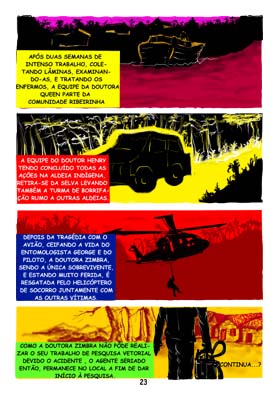 APÓS DUAS SEMANAS DE
INTENSO TRABALHO, COLE-
TANDO LÂMINAS, EXAMINAN-
DO-AS, E TRATANDO OS
ENFERMOS, A EQUIPE DA DOUTORA
QUEEN PARTE DA
COMUNIDADE RIBEIRINHA
A EQUIPE DO DOUTOR HENRY
TENDO CONCLUÍDO TODAS AS
AÇÕES NA ALDEIA INDÍGENA,
RETIRA-SE DA SELVA LEVANDO
TAMBÉM A TURMA DE BORRIFA-
ÇÃO RUMO A OUTRAS ALDEIAS.
DEPOIS DA TRAGÉDIA COM O
AVIÃO, CEIFANDO A VIDA DO
ENTOMOLOGISTA GEORGE E DO
PILOTO, A DOUTORA ZIMBRA,
SENDO A ÚNICA SOBREVIVENTE,
E ESTANDO MUITO FERIDA, É
RESGATADA PELO HELICÓPTERO
DE SOCORRO JUNTAMENTE COM
AS OUTRAS VÍTIMAS
COMO A DOUTORA ZIMBRA NÃO PÔDE REALI-
ZAR O SEU TRABALHO DE PESQUISA VETORIAL
DEVIDO O ACIDENTE , O AGENTE SERIADO
ENTÃO, PERMANECE NO LOCAL A FIM DE DAR
INÍCIO À PESQUISA.
CONTINUA...?
23